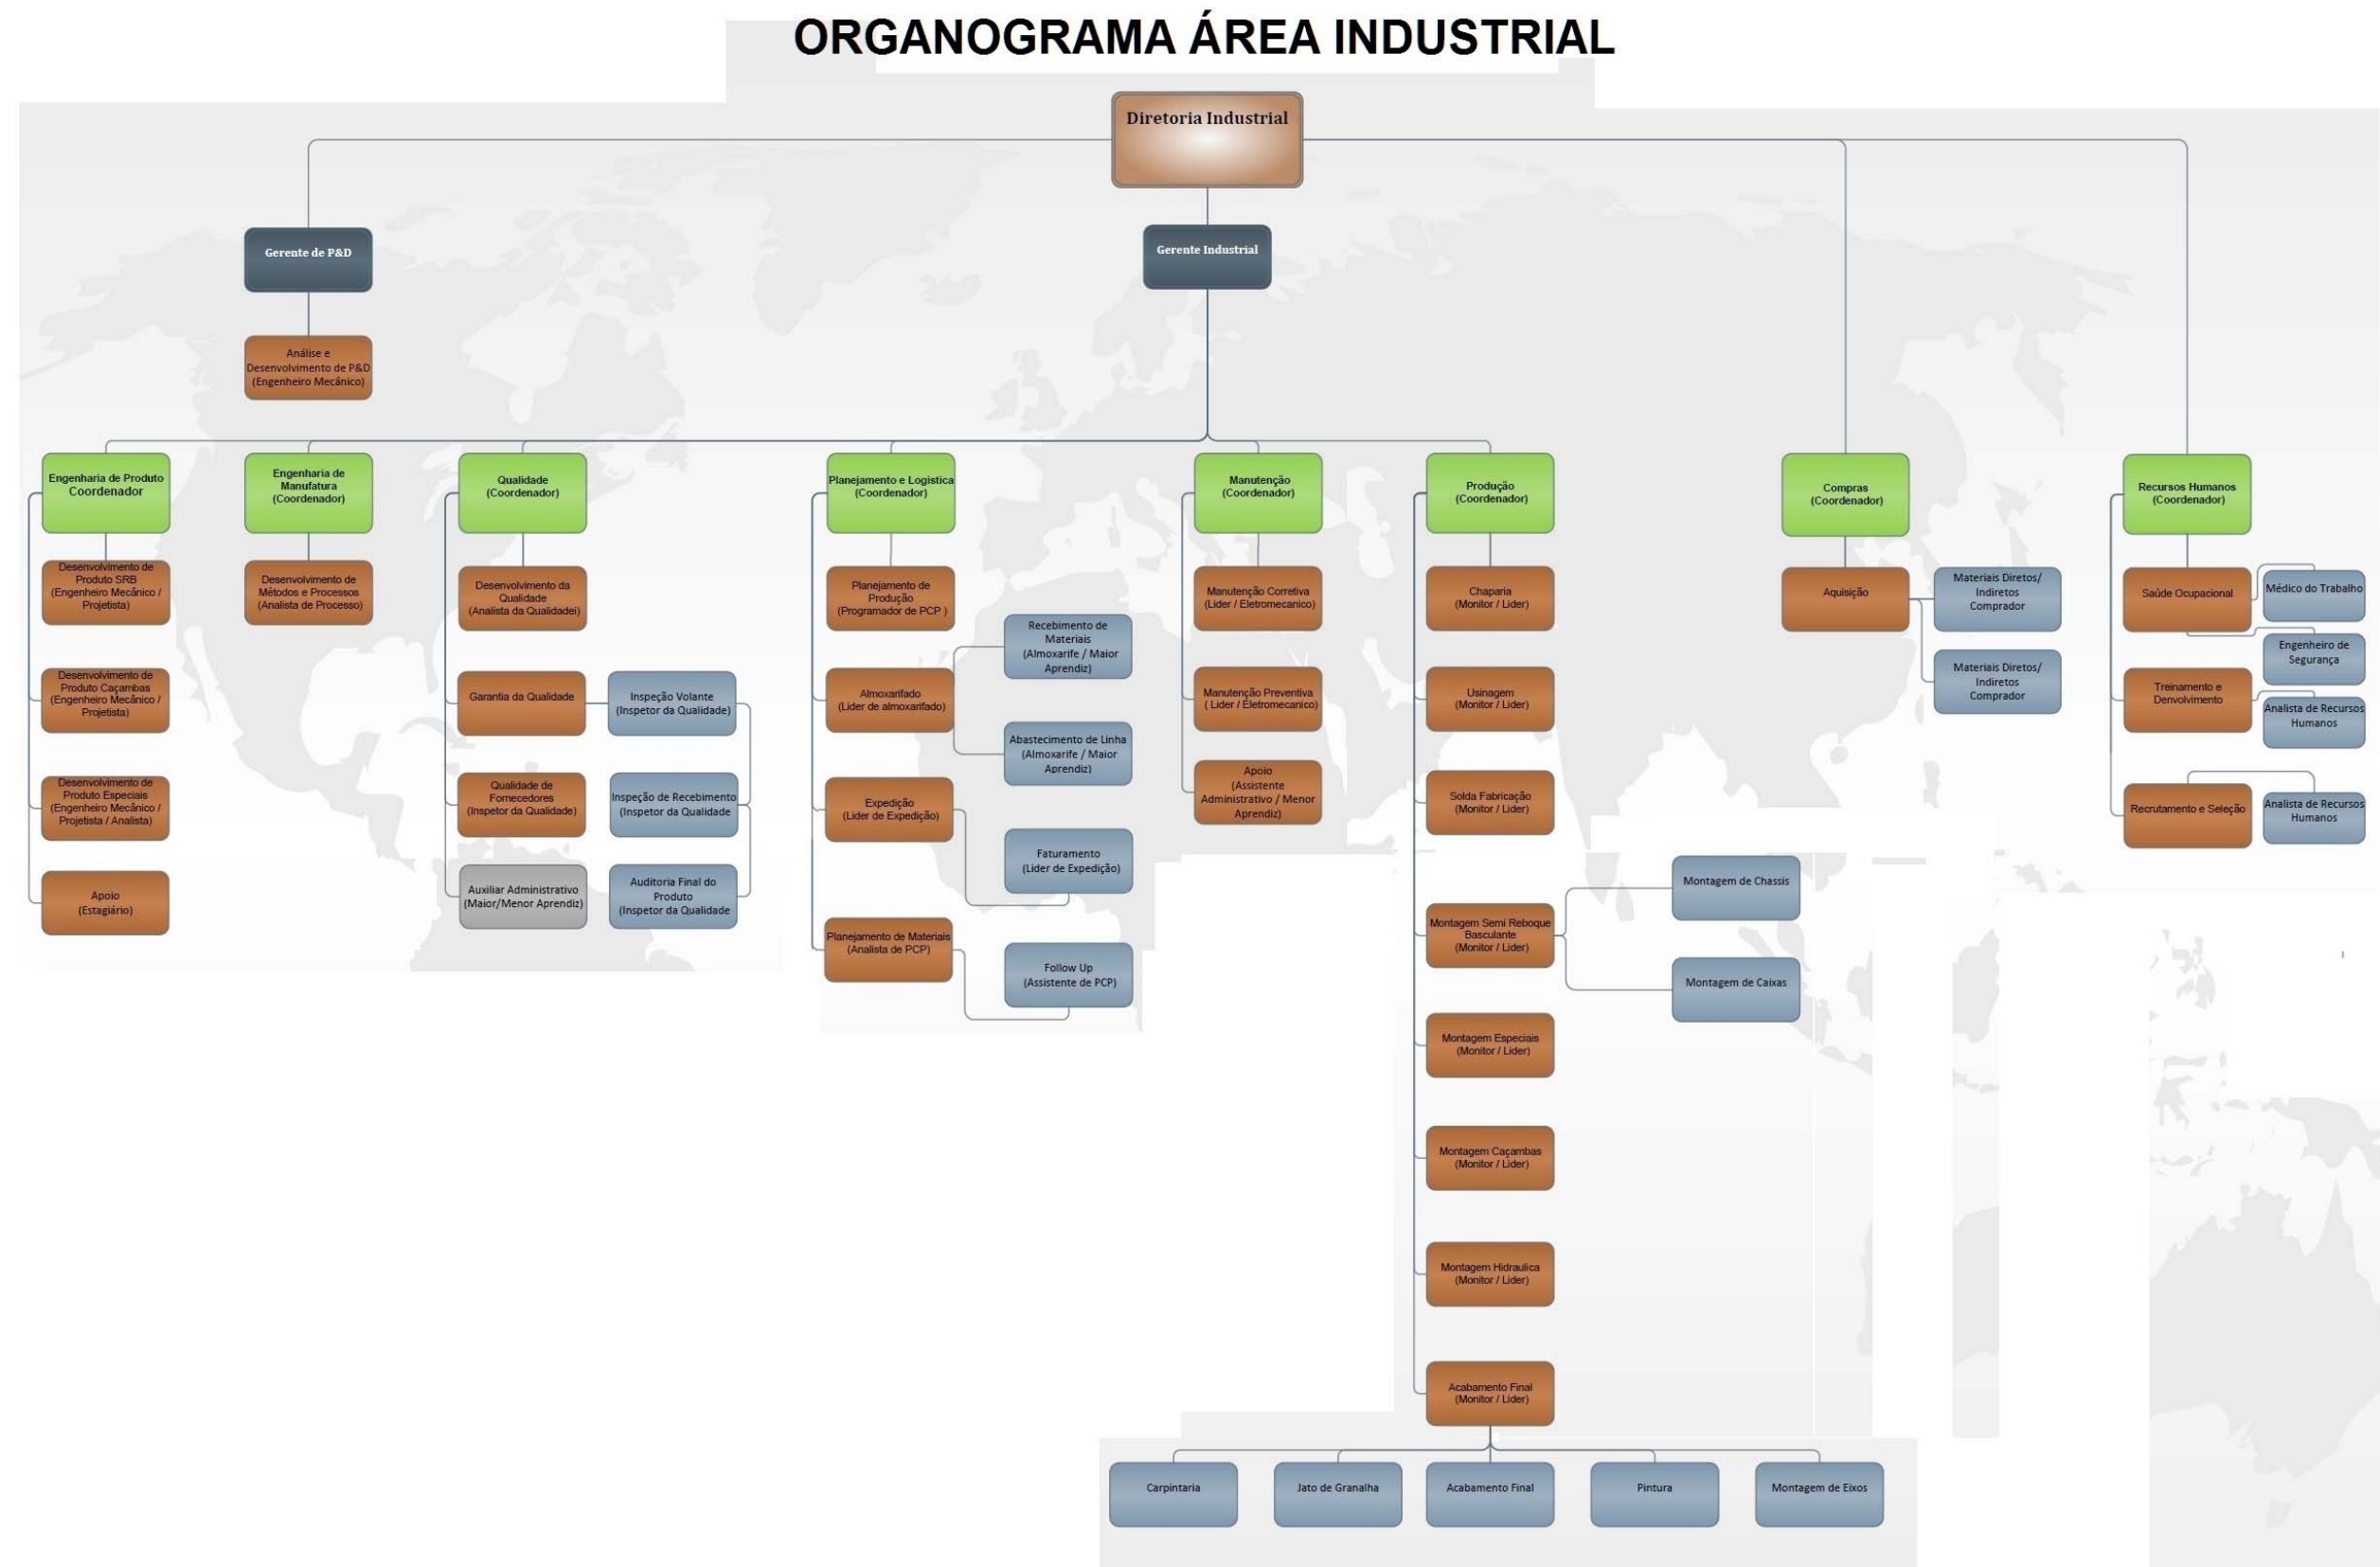 ORGANOGRAMA ÁREA INDUSTRIAL
Diretoria Industrial
Gerente de P&D
Gerente Industrial
Análise e
Desenvolvimento de P&D
(Engenheiro Mecânico)
Engenharia de Produto
Coordenador
Engenharia de
Manufatura
(Coordenador)
Qualidade
(Coordenador)
Planejamento e Logistica
(Coordenador)
Manutenção
(Coordenador)
Produção
(Coordenador)
Compras
(Coordenador)
Recursos Humanos
(Coordenador)
Desenvolvimento de
Produto SRB
(Engenheiro Mecânico /
Projetista)
Desenvolvimento de
Produto Caçambas
(Engenheiro Mecânico /
Projetista)
Desenvolvimento de
Produto Especiais
(Engenheiro Mecânico /
Projetista / Analista)
Apoio
(Estagiário)
Desenvolvimento de
Métodos e Processos
(Analista de Processo)
Desenvolvimento da
Qualidade
(Analista da Qualidadei)
Garantia da Qualidade
Inspeção Volante
(Inspetor da Qualidade)
Qualidade de
Fornecedores
(Inspetor da Qualidade)
Inspeção de Recebimento
(Inspetor da Qualidade
Auxiliar Administrativo
(Maior/Menor Aprendiz)
Auditoria Final do
Produto
(Inspetor da Qualidade
Planejamento de
Produção
(Programador de PCP )
Recebimento de
Materiais
(Almoxarife / Maior
Aprendiz)
Almoxarifado
(Lider de almoxarifado)
Abastecimento de Linha
(Almoxarife / Maior
Aprendiz)
Expedição
(Lider de Expedição)
Faturamento
(Lider de Expedição)
Planejamento de Materiais
(Analista de PCP)
Follow Up
(Assistente de PCP)
Manutenção Corretiva
(Lider / Eletromecanico)
Manutenção Preventiva
( Lider / Eletromecanico)
Apoio
(Assistente
Administrativo / Menor
Aprendiz)
Chaparia
(Monitor / Lider)
Usinagem
(Monitor / Lider)
Solda Fabricação
(Monitor / Lider)
Montagem Semi Reboque
Basculante
(Monitor / Lider)
Montagem de Chassis
Montagem de Caixas
Montagem Especiais
(Monitor / Lider)
Montagem Caçambas
(Monitor / Lider)
Montagem Hidraulica
(Monitor / Lider)
Acabamento Final
(Monitor / Lider)
Carpintaria
Jato de Granalha
Acabamento Final
Pintura
Montagem de Eixos
Aquisição
Materiais Diretos/
Indiretos
Comprador
Materiais Diretos/
Indiretos
Comprador
Saúde Ocupacional
Médico do Trabalho
Engenheiro de
Segurança
Treinamento e
Denvolvimento
Analista de Recursos
Humanos
Recrutamento e Seleção
Analista de Recursos
Humanos